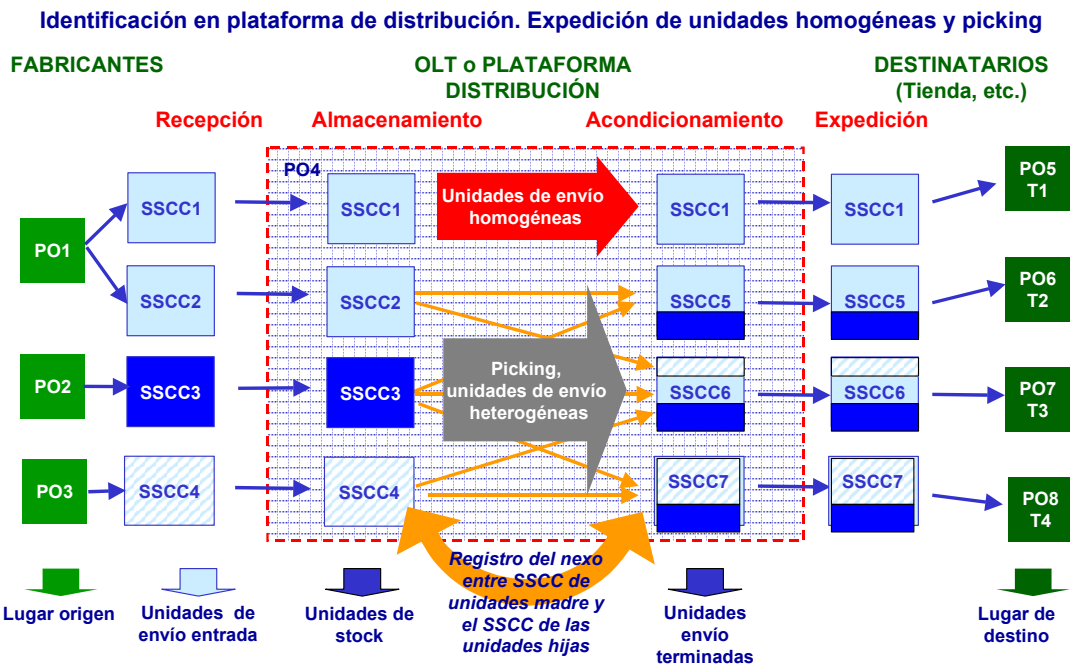 Identificación en plataforma de distribución. Expedición de unidades homogéneas y picking
FABRICANTES
OLT o PLATAFORMA
DISTRIBUCIÓN
DESTINATARIOS
(Tienda, etc.)
Recepción
Almacenamiento
Acondicionamiento
Expedición
PO4
PO1
SSCC1
SSCC1
Unidades de envío
homogéneas
SSCC1
SSCC1
PO5
T1
SSCC2
SSCC2
SSCC5
SSCC5
PO6
T2
PO2
SSCC3
SSCC3
Picking,
unidades de envío
heterogéneas
SSCC6
SSCC6
PO7
T3
PO3
SSCC4
SSCC4
SSCC7
SSCC7
PO8
T4
Registro del nexo
entre SSCC de
unidades madre y
el SSCC de las
unidades hijas
Lugar origen
Unidades de
envío entrada
Unidades de
stock
Unidades
envío
terminadas
Lugar de
destino